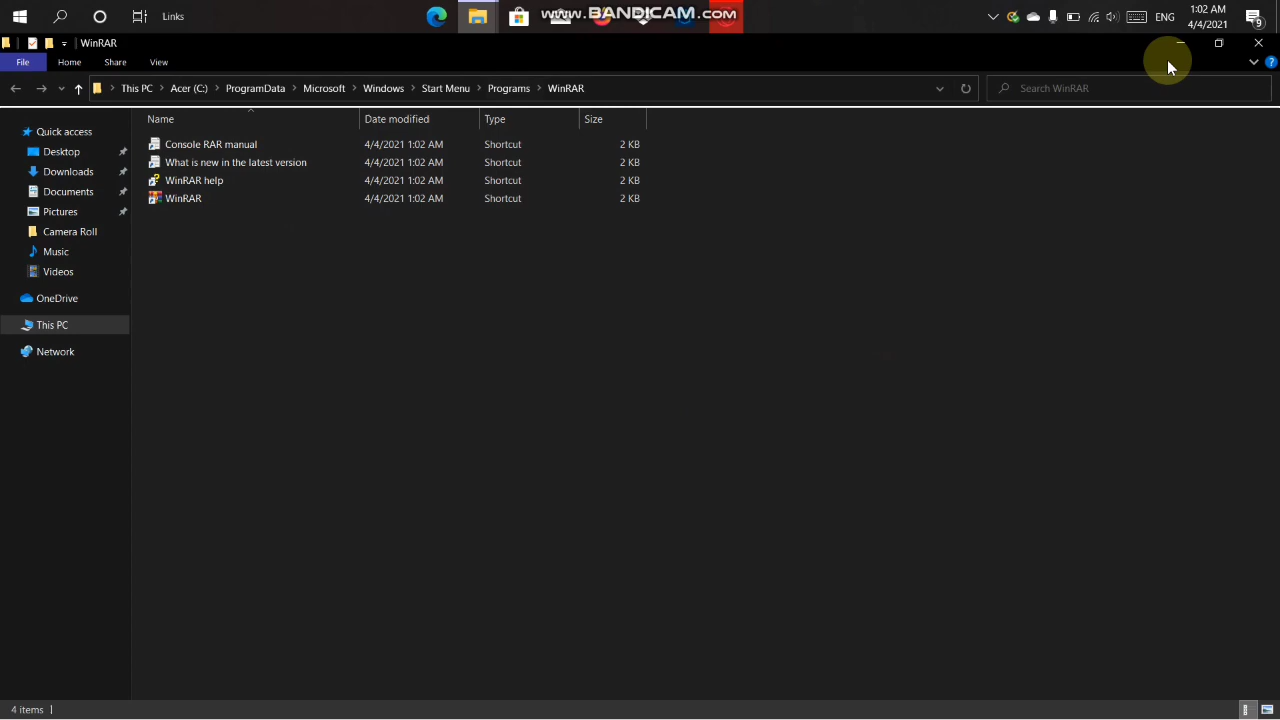 Links
www.BANDICAM.com
ENG
1:02 AM
4/4/2021
9
WinRAR
File
Home
Share
View
This PC
Acer (C:)
ProgramData
Microsoft
Windows
Start Menu
Programs
WinRAR
Search WinRAR
Name
Date modified
Type
Size
Console RAR manual
4/4/2021 1:02 AM
Shortcut
2 KB
What is new in the latest version
4/4/2021 1:02 AM
Shortcut
2 KB
WinRAR help
4/4/2021 1:02 AM
Shortcut
2 KB
WinRAR
4/4/2021 1:02 AM
Shortcut
2 KB
Quick access
Desktop
Downloads
Documents
Pictures
Camera Roll
Music
Videos
OneDrive
This PC
Network
4 items